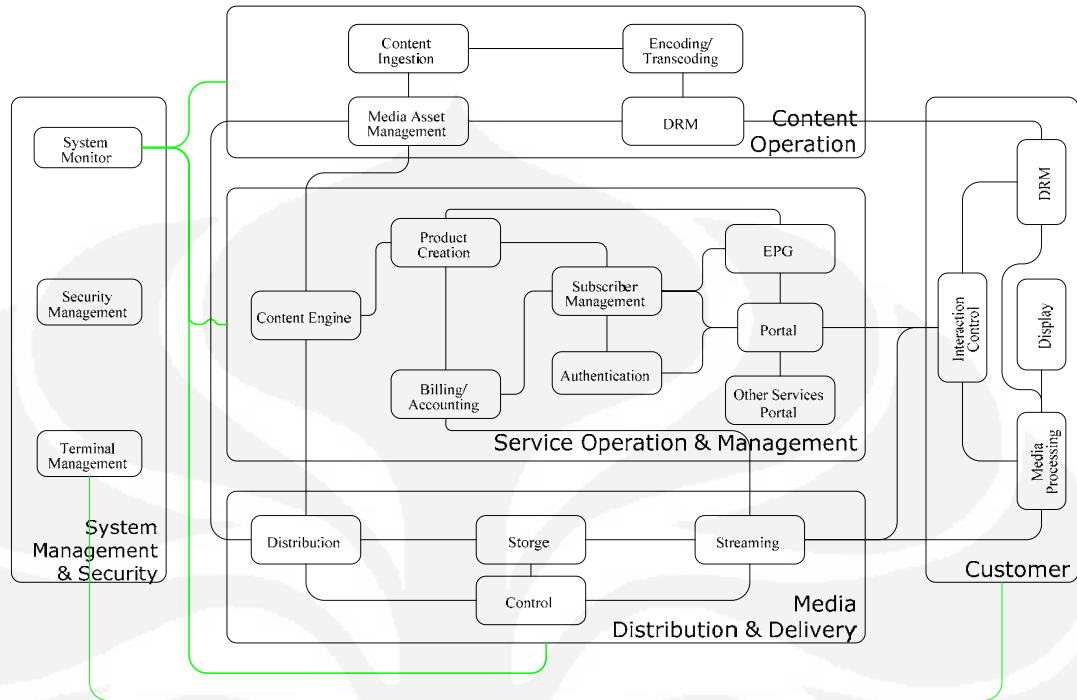 Content
Ingestion
Encoding/
Transcoding
Media Asset
Management
DRM
Content
Operation
System
Monitor
Security
Management
Terminal
Management
System
Management
& Security
Product
Creation
EPG
Subscriber
Management
Content Engine
Portal
Authentication
Billing/
Accounting
Other Services
Portal
Service Operation & Management
Distribution
Storge
Streaming
Control
Media
Distribution & Delivery
DRM
Display
Interaction
Control
Media
Processing
Customer